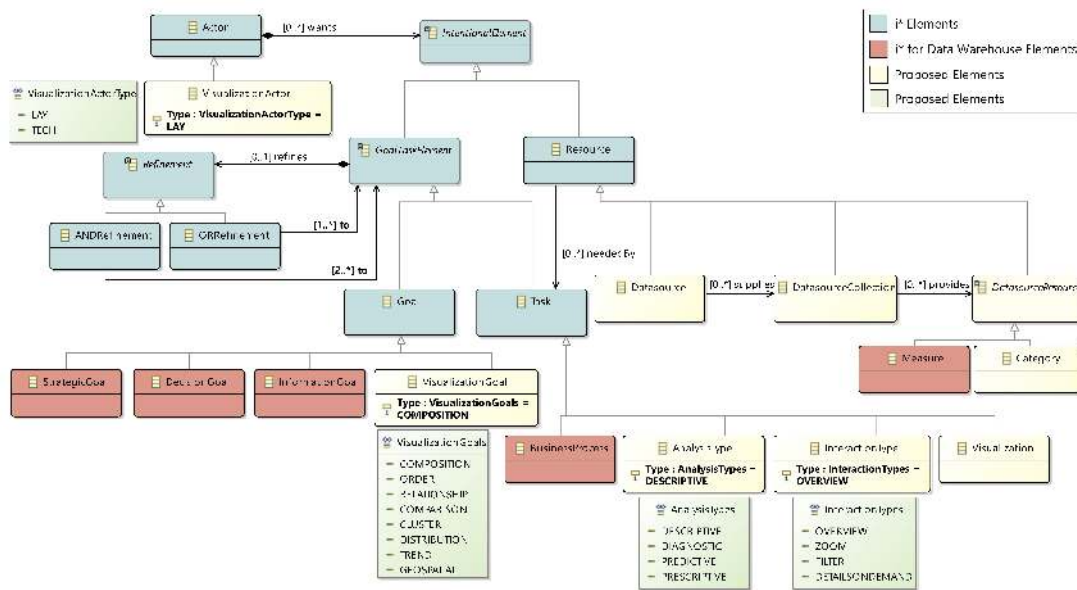 Actor
[0..*] wants
IntentionalElement
i* Elements
i* for Data Warehouse Elements
Proposed Elements
Proposed Elements
VisualizationActorType
LAY
TECH
VisualizationActor
Type : VisualizationActorType =
LAY
Refinement
[0..1] refines
GoalTaskElement
Resource
ANDRefinement
ORRefinement
[1..*] to
[2..*] to
[0..*] needed By
Goal
Task
Datasource
[0..*] supplies
DatasourceCollection
provides
DatasourceResource
Measure
Category
StrategicGoal
DecisionGoal
InformationGoal
VisualizationGoal
Type : VisualizationGoals =
COMPOSITION
VisualizationGoals
COMPOSITION
ORDER
RELATIONSHIP
COMPARISON
CLUSTER
DISTRIBUTION
TREND
GEOSPATIAL
BusinessProcess
AnalysisType
Type : AnalysisTypes =
DESCRIPTIVE
InteractionType
Type : InteractionTypes =
OVERVIEW
Visualization
AnalysisTypes
DESCRIPTIVE
DIAGNOSTIC
PREDICTIVE
PRESCRIPTIVE
InteractionTypes
OVERVIEW
ZOOM
FILTER
DETAILSONDEMAND